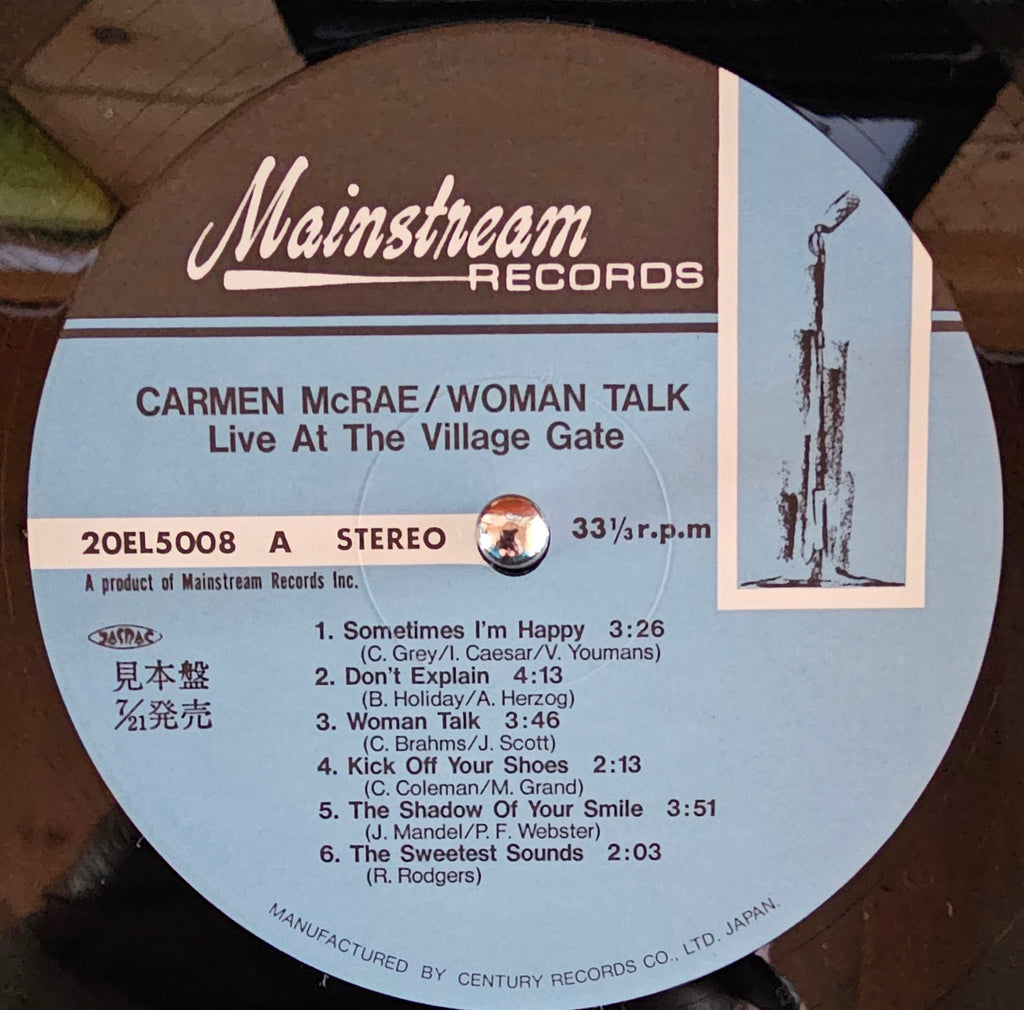 Mainstream
RECORDS
CARMEN McRAE/WOMAN TALK
Live At The Village Gate
20EL5008 A STEREO 33⅓r.p.m
A product of Mainstream Records Inc.
JASRAC
見本盤
7/21発売
1. Sometimes I'm Happy 3:26
(C. Grey/I. Caesar/V. Youmans)
2. Don't Explain 4:13
(B. Holiday/A. Herzog)
3. Woman Talk 3:46
(C. Brahms/J. Scott)
4. Kick Off Your Shoes 2:13
(C. Coleman/M. Grand)
5. The Shadow Of Your Smile 3:51
(J. Mandel/P. F. Webster)
6. The Sweetest Sounds 2:03
(R. Rodgers)
MANUFACTURED BY CENTURY RECORDS CO., LTD. JAPAN.